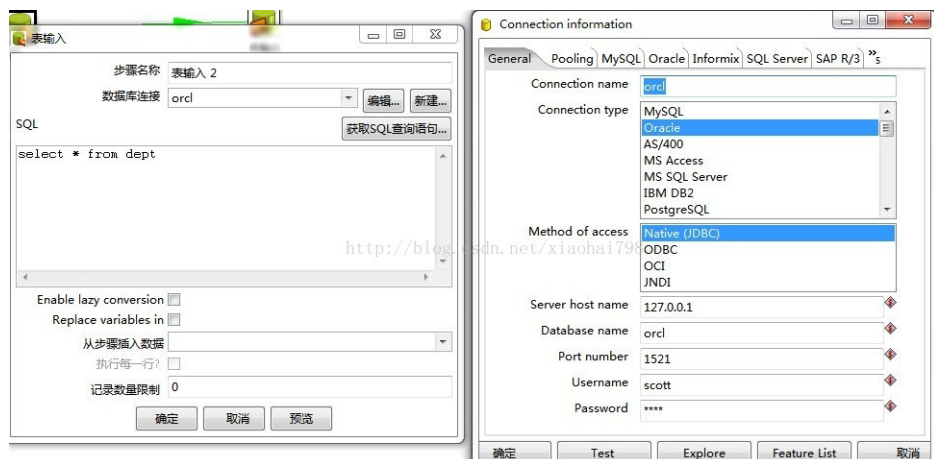 表输入
步骤名称 表输入 2
数据库连接 orcl 编辑... 新建...
SQL 获取SQL查询语句...
select * from dept
Enable lazy conversion
Replace variables in
从步骤插入数据
执行每一行?
记录数量限制 0
确定 取消 预览
Connection information
General Pooling MySQL Oracle Informix SQL Server SAP R/3 »5
Connection name orcl
Connection type MySQL
Oracle
AS/400
MS Access
MS SQL Server
IBM DB2
PostgreSQL
Method of access Native (JDBC)
ODBC
OCI
JNDI
Server host name 127.0.0.1
Database name orcl
Port number 1521
Username scott
Password ****
确定 Test Explore Feature List 取消
http://blog.csdn.net/xiaohai798